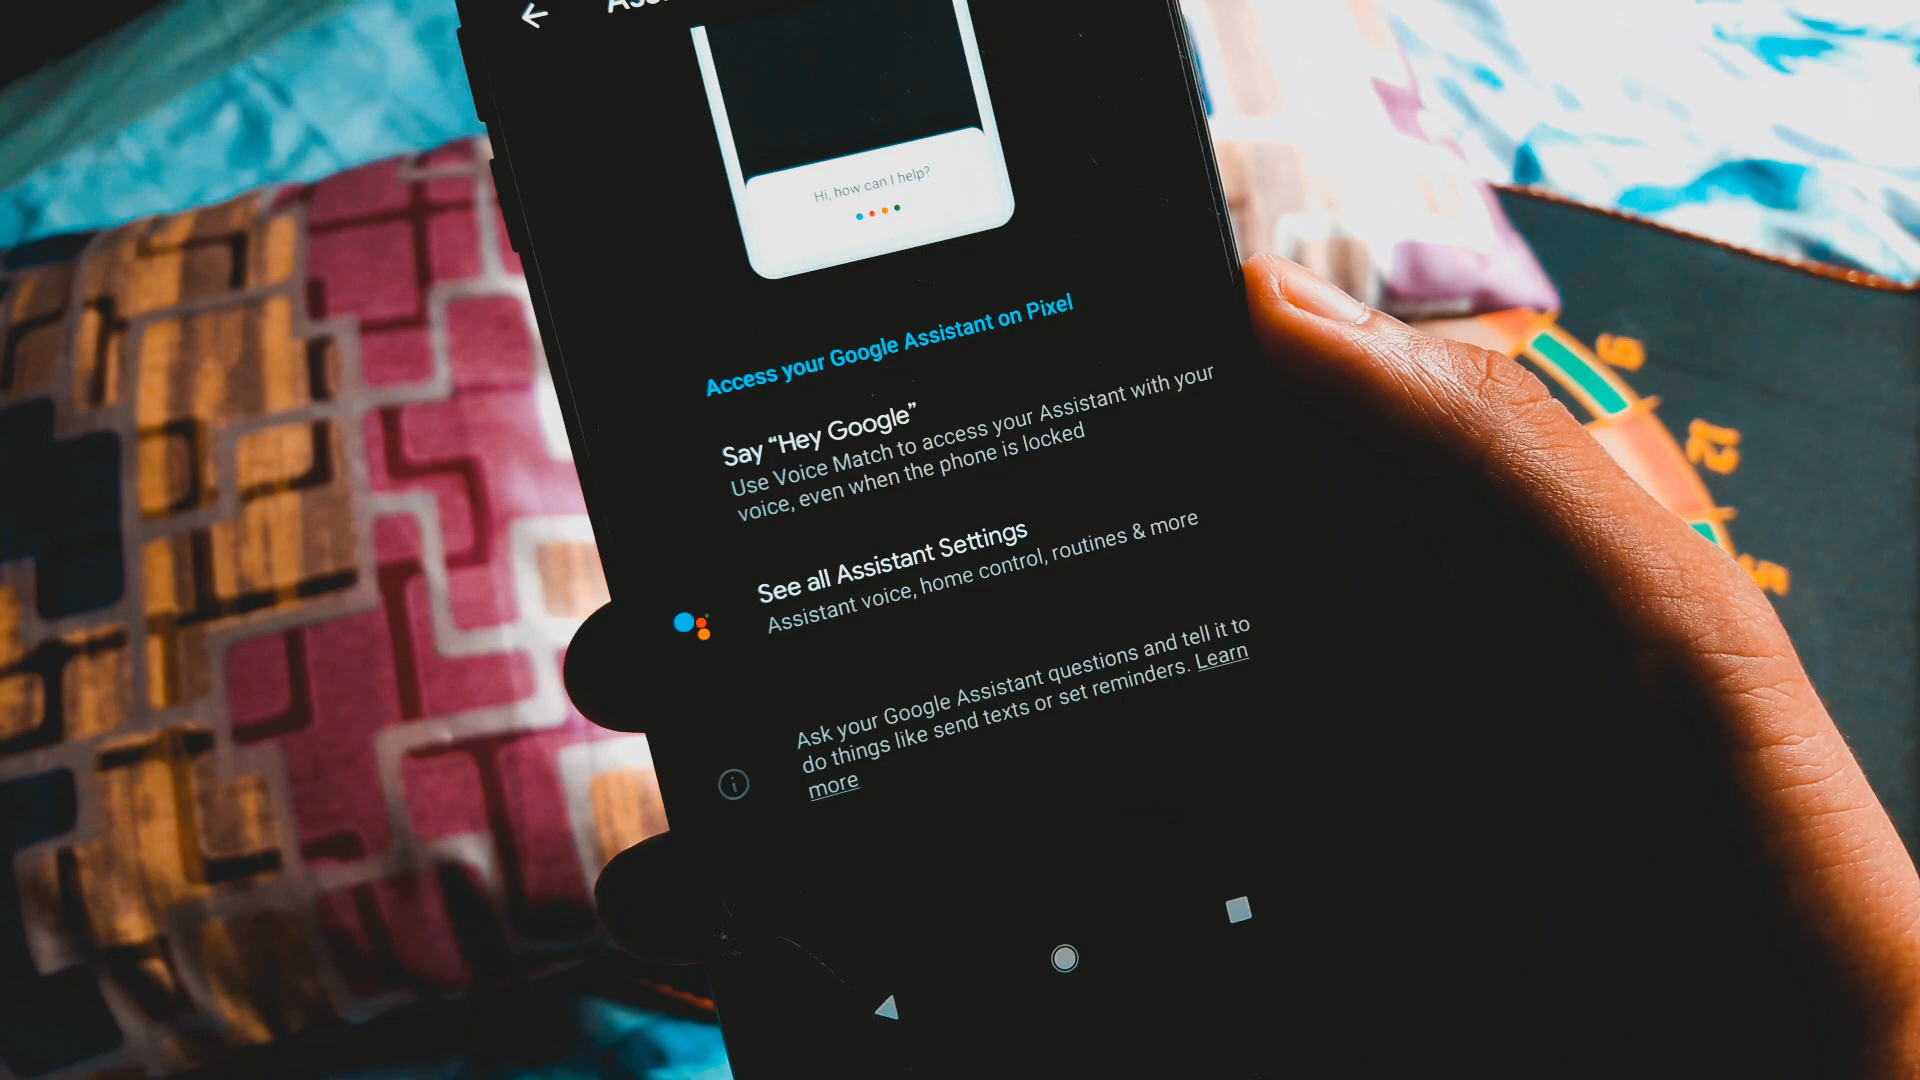 Hi, how can I help?
Access your Google Assistant on Pixel
Say “Hey Google”
Use Voice Match to access your Assistant with your
voice, even when the phone is locked
See all Assistant Settings
Assistant voice, home control, routines & more
Ask your Google Assistant questions and tell it to
do things like send texts or set reminders. Learn
more
12